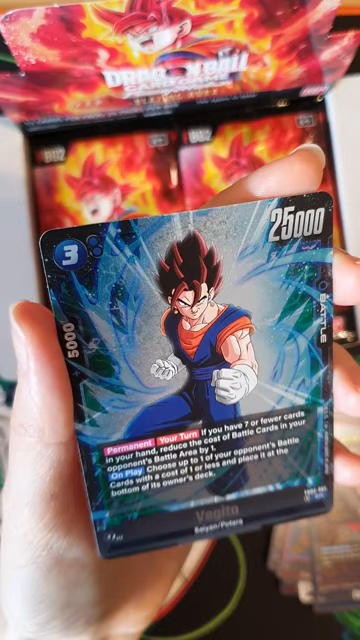 DRAGONBALL
B02
B02
3
25000
5000
BATTLE
Permanent Your Turn If you have 7 or fewer cards
in your hand, reduce the cost of Battle Cards in your
opponent's Battle Area by 1.
On Play Choose up to 1 of your opponent's Battle
Cards with a cost of 1 or less and place it at the
bottom of its owner's deck.
Vegito
Saiyan/Potara